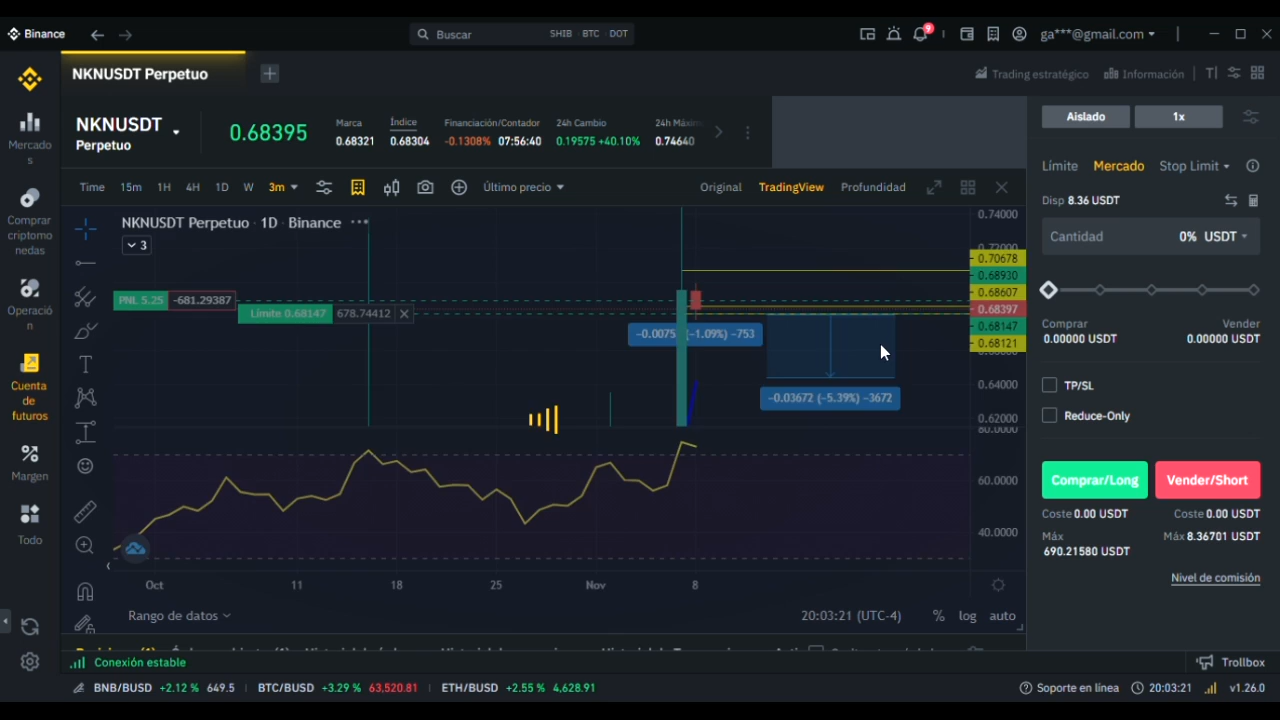 Binance
Buscar SHIB · BTC · DOT
9
ga***@gmail.com
NKNUSDT Perpetuo
Trading estratégico
Información
NKNUSDT
Perpetuo
0.68395
Marca
0.68321
Índice
0.68304
Financiación/Contador
-0.1308% 07:56:40
24h Cambio
0.19575 +40.10%
24h Máxim
0.74640
Aislado
1x
Mercado
s
Comprar
criptomo
nedas
Operació
n
Cuenta
de
futuros
Margen
Todo
Time 15m 1H 4H 1D W 3m
Último precio
Original TradingView Profundidad
NKNUSDT Perpetuo · 1D · Binance
3
PNL 5.25 -681.29387
Límite 0.68147 678.74412
-0.0075 (-1.09%) -753
-0.03672 (-5.39%) -3672
0.74000
0.72000
0.70678
0.68930
0.68607
0.68397
0.68147
0.68121
0.64000
0.62000
80.0000
60.0000
40.0000
Oct 11 18 25 Nov 8
Rango de datos
20:03:21 (UTC-4) % log auto
Límite Mercado Stop Limit
Disp 8.36 USDT
Cantidad 0% USDT
Comprar
0.00000 USDT
Vender
0.00000 USDT
TP/SL
Reduce-Only
Comprar/Long
Vender/Short
Coste 0.00 USDT
Coste 0.00 USDT
Máx
690.21580 USDT
Máx 8.36701 USDT
Nivel de comisión
Conexión estable
Trollbox
BNB/BUSD +2.12 % 649.5
BTC/BUSD +3.29 % 63,520.81
ETH/BUSD +2.55 % 4,628.91
Soporte en línea
20:03:21
v1.26.0